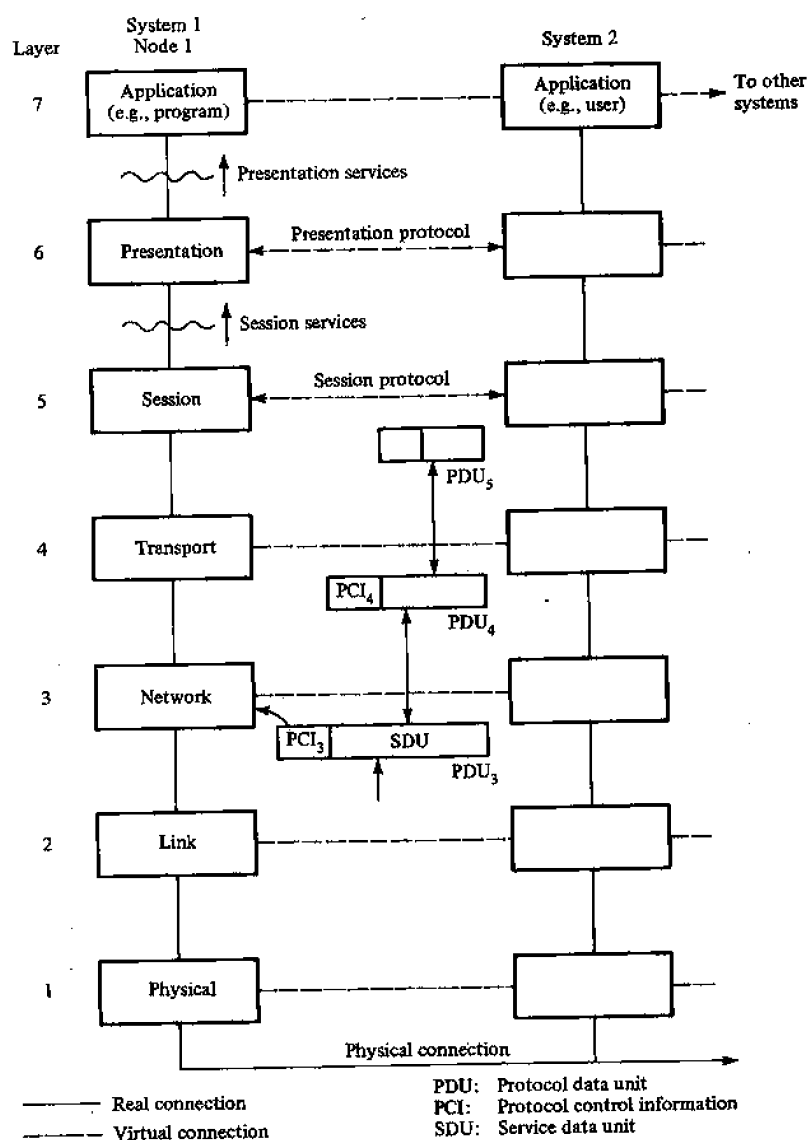 System 1
Node 1
System 2
Layer
7
Application
(e.g., program)
Application
(e.g., user)
To other
systems
Presentation services
6
Presentation
Presentation protocol
Session services
5
Session
Session protocol
PDU5
4
Transport
PCI4
PDU4
3
Network
PCI3
SDU
PDU3
2
Link
1
Physical
Physical connection
Real connection
Virtual connection
PDU: Protocol data unit
PCI: Protocol control information
SDU: Service data unit